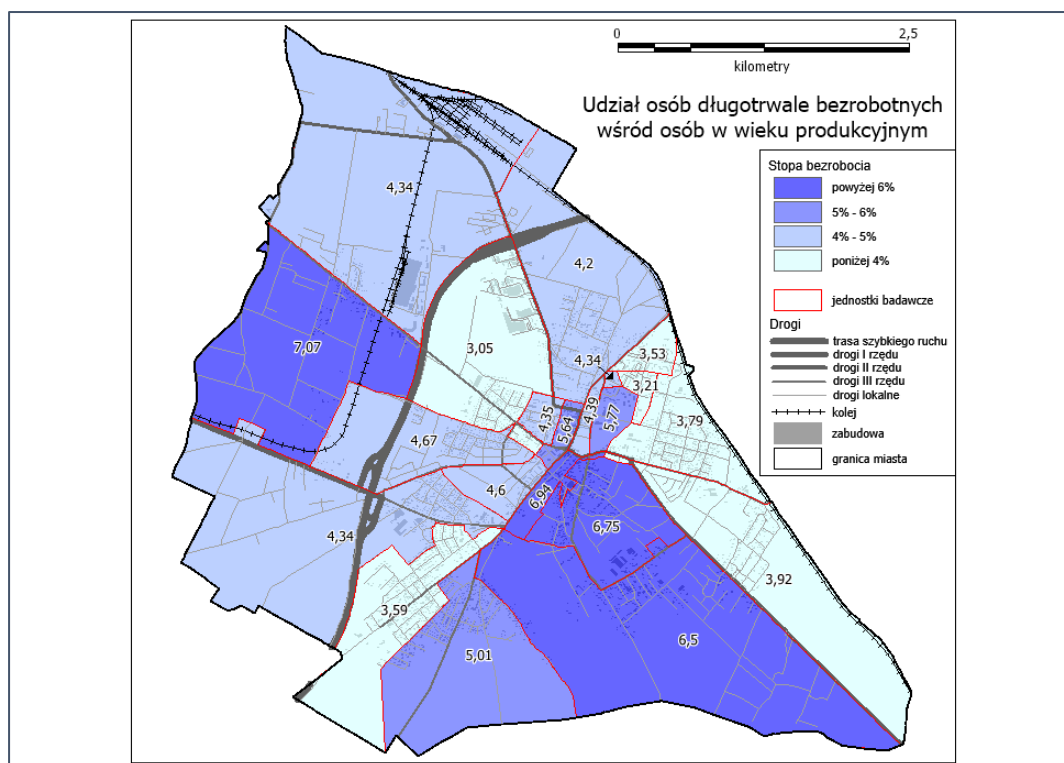 0 2,5
kilometry
Udział osób długotrwale bezrobotnych
wśród osób w wieku produkcyjnym
Stopa bezrobocia
powyżej 6%
5% - 6%
4% - 5%
poniżej 4%
jednostki badawcze
Drogi
trasa szybkiego ruchu
drogi I rzędu
drogi II rzędu
drogi III rzędu
drogi lokalne
kolej
zabudowa
granica miasta
4,34
4,2
7,07
3,05
4,34
3,53
3,21
4,35
5,64
4,39
5,77
3,79
4,67
4,6
6,94
6,75
4,34
3,92
3,59
5,01
6,5